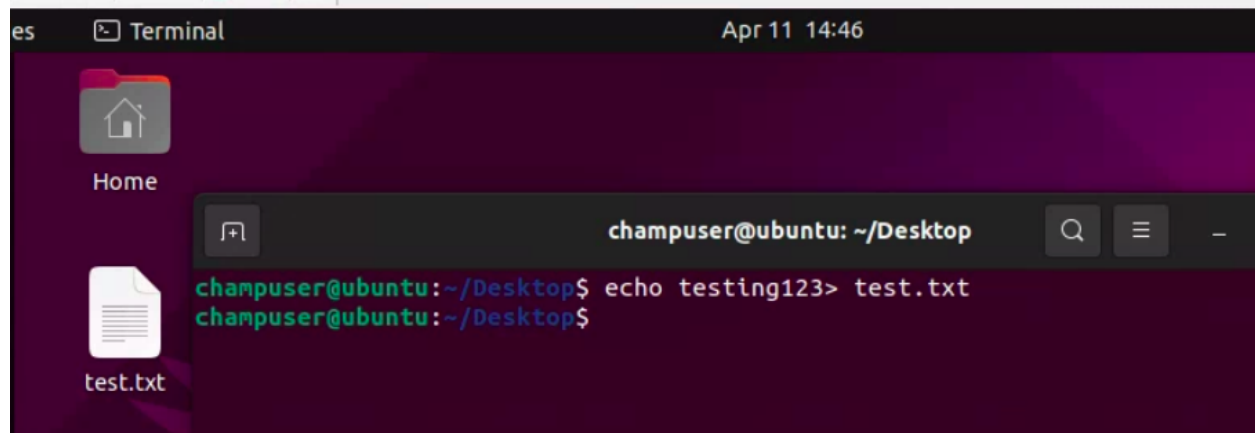 es Terminal Apr 11 14:46
Home
champuser@ubuntu: ~/Desktop
champuser@ubuntu:~/Desktop$ echo testing123> test.txt
champuser@ubuntu:~/Desktop$
test.txt